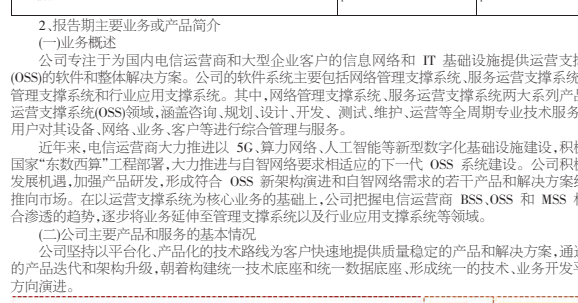 2、报告期主要业务或产品简介
(一)业务概述
公司专注于为国内电信运营商和大型企业客户的信息网络和 IT 基础设施提供运营支
(OSS)的软件和整体解决方案。公司的软件系统主要包括网络管理支撑系统、服务运营支撑系统
管理支撑系统和行业应用支撑系统。其中,网络管理支撑系统、服务运营支撑系统两大系列产品
运营支撑系统(OSS)领域,涵盖咨询、规划、设计、开发、测试、维护、运营等全周期专业技术服务
用户对其设备、网络、业务、客户等进行综合管理与服务。
近年来,电信运营商大力推进以 5G、算力网络、人工智能等新型数字化基础设施建设,积
国家“东数西算”工程部署,大力推进与自智网络要求相适应的下一代 OSS 系统建设。公司积
发展机遇,加强产品研发,形成符合 OSS 新架构演进和自智网络需求的若干产品和解决方案
推向市场。在以运营支撑系统为核心业务的基础上,公司把握电信运营商 BSS、OSS 和 MSS
合渗透的趋势,逐步将业务延伸至管理支撑系统以及行业应用支撑系统等领域。
(二)公司主要产品和服务的基本情况
公司坚持以平台化、产品化的技术路线为客户快速地提供质量稳定的产品和解决方案,通
的产品迭代和架构升级,朝着构建统一技术底座和统一数据底座、形成统一的技术、业务开发
方向演进。